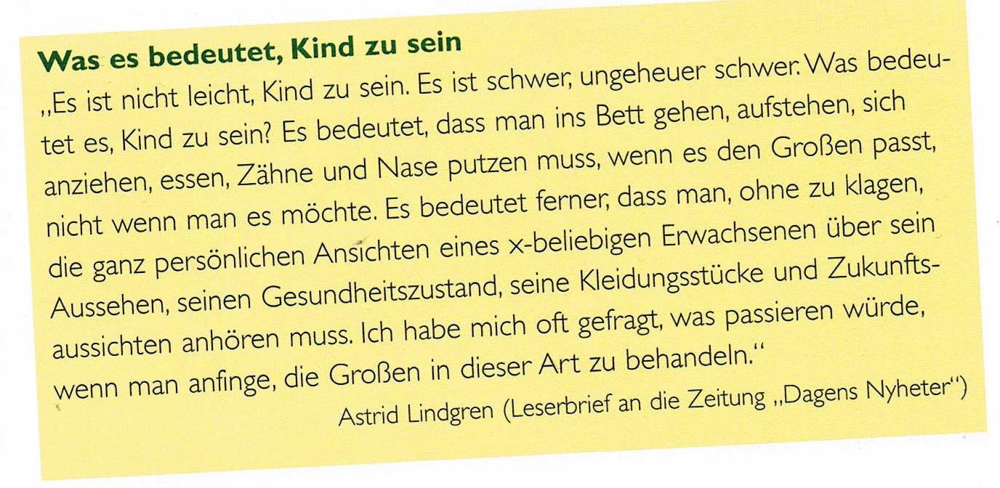 Was es bedeutet, Kind zu sein
„Es ist nicht leicht, Kind zu sein. Es ist schwer, ungeheuer schwer. Was bedeu-
tet es, Kind zu sein? Es bedeutet, dass man ins Bett gehen, aufstehen, sich
anziehen, essen, Zähne und Nase putzen muss, wenn es den Großen passt,
nicht wenn man es möchte. Es bedeutet ferner, dass man, ohne zu klagen,
die ganz persönlichen Ansichten eines x-beliebigen Erwachsenen über sein
Aussehen, seinen Gesundheitszustand, seine Kleidungsstücke und Zukunfts-
aussichten anhören muss. Ich habe mich oft gefragt, was passieren würde,
wenn man anfinge, die Großen in dieser Art zu behandeln.“
Astrid Lindgren (Leserbrief an die Zeitung „Dagens Nyheter“)